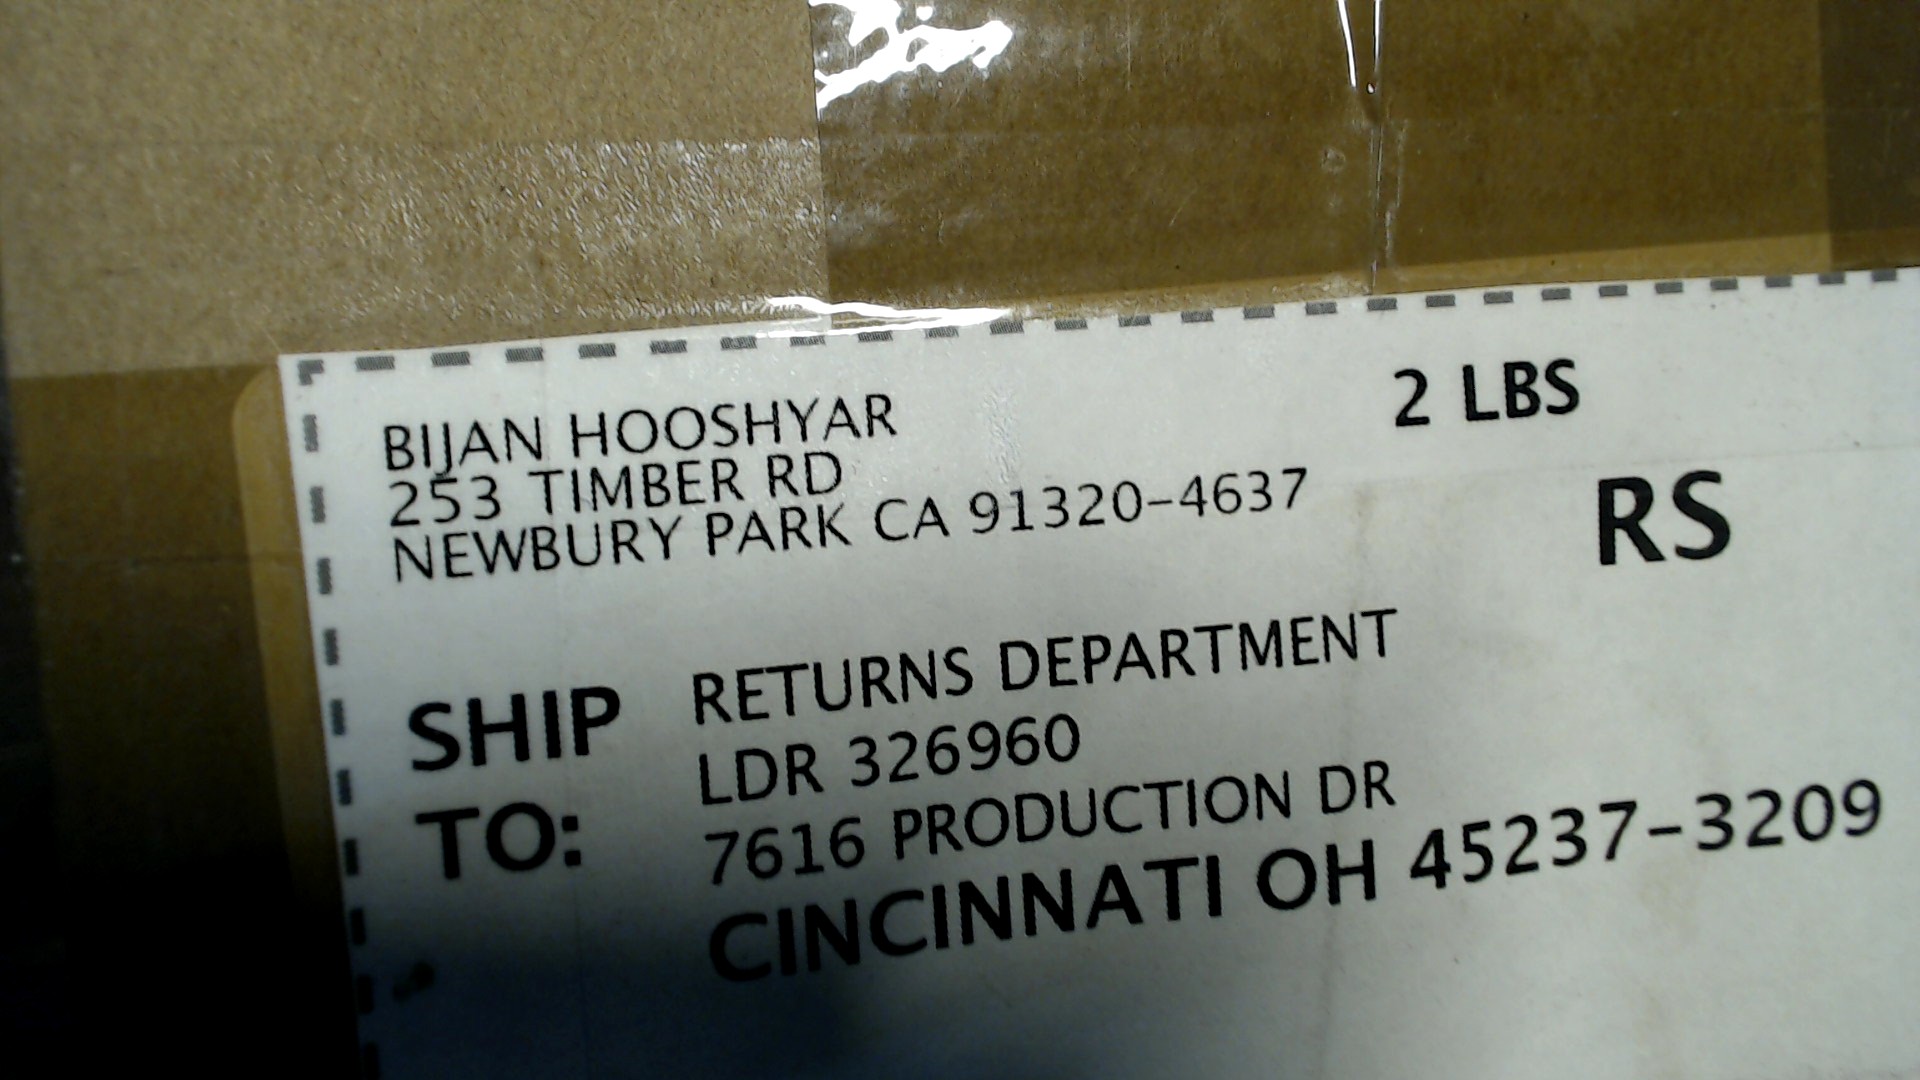 BIJAN HOOSHYAR
253 TIMBER RD
NEWBURY PARK CA 91320-4637
2 LBS
RS
SHIP TO:
RETURNS DEPARTMENT
LDR 326960
7616 PRODUCTION DR
CINCINNATI OH 45237-3209